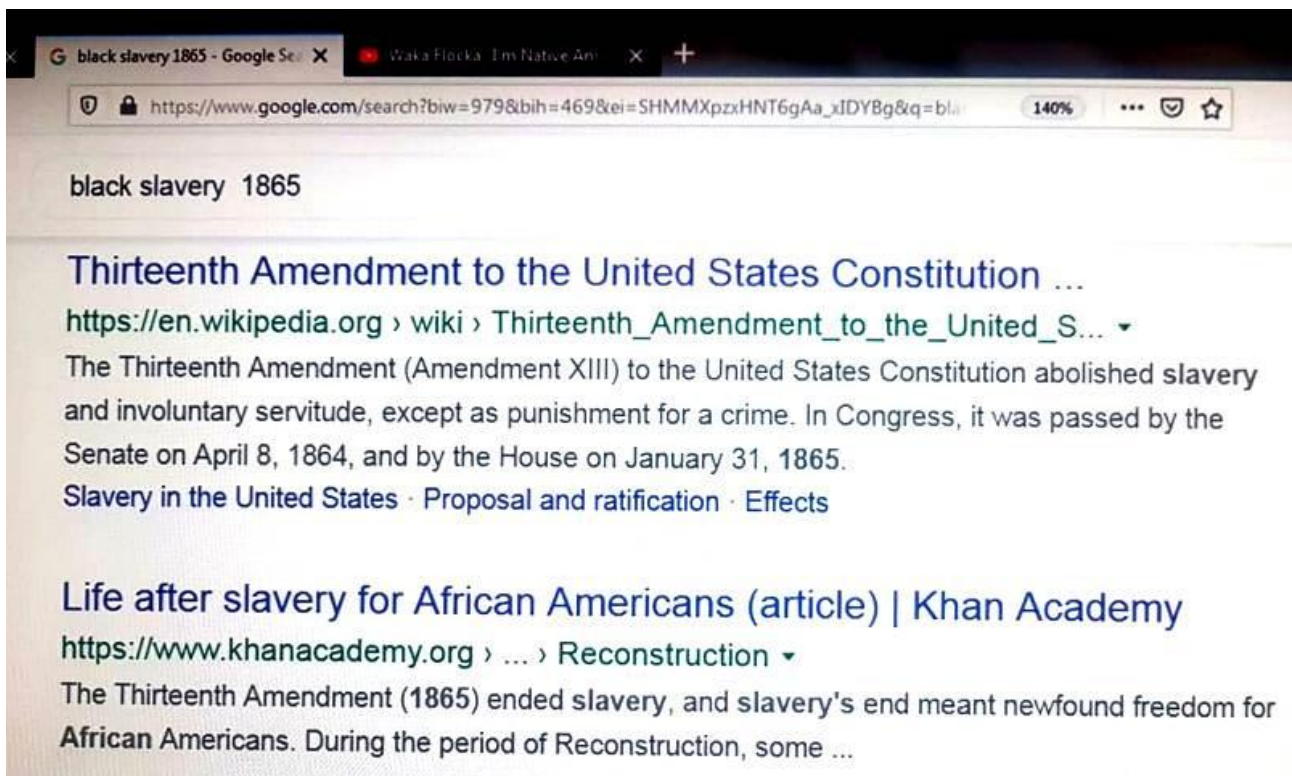 black slavery 1865 - Google Sea
Waka Flocka I'm Native Am
https://www.google.com/search?biw=979&bih=469&ei=SHMMXpzxHNT6gAa_xIDYBg&q=bla
140%
black slavery 1865
Thirteenth Amendment to the United States Constitution ...
https://en.wikipedia.org › wiki › Thirteenth_Amendment_to_the_United_S...
The Thirteenth Amendment (Amendment XIII) to the United States Constitution abolished slavery
and involuntary servitude, except as punishment for a crime. In Congress, it was passed by the
Senate on April 8, 1864, and by the House on January 31, 1865.
Slavery in the United States · Proposal and ratification · Effects
Life after slavery for African Americans (article) | Khan Academy
https://www.khanacademy.org › ... › Reconstruction
The Thirteenth Amendment (1865) ended slavery, and slavery's end meant newfound freedom for
African Americans. During the period of Reconstruction, some ...